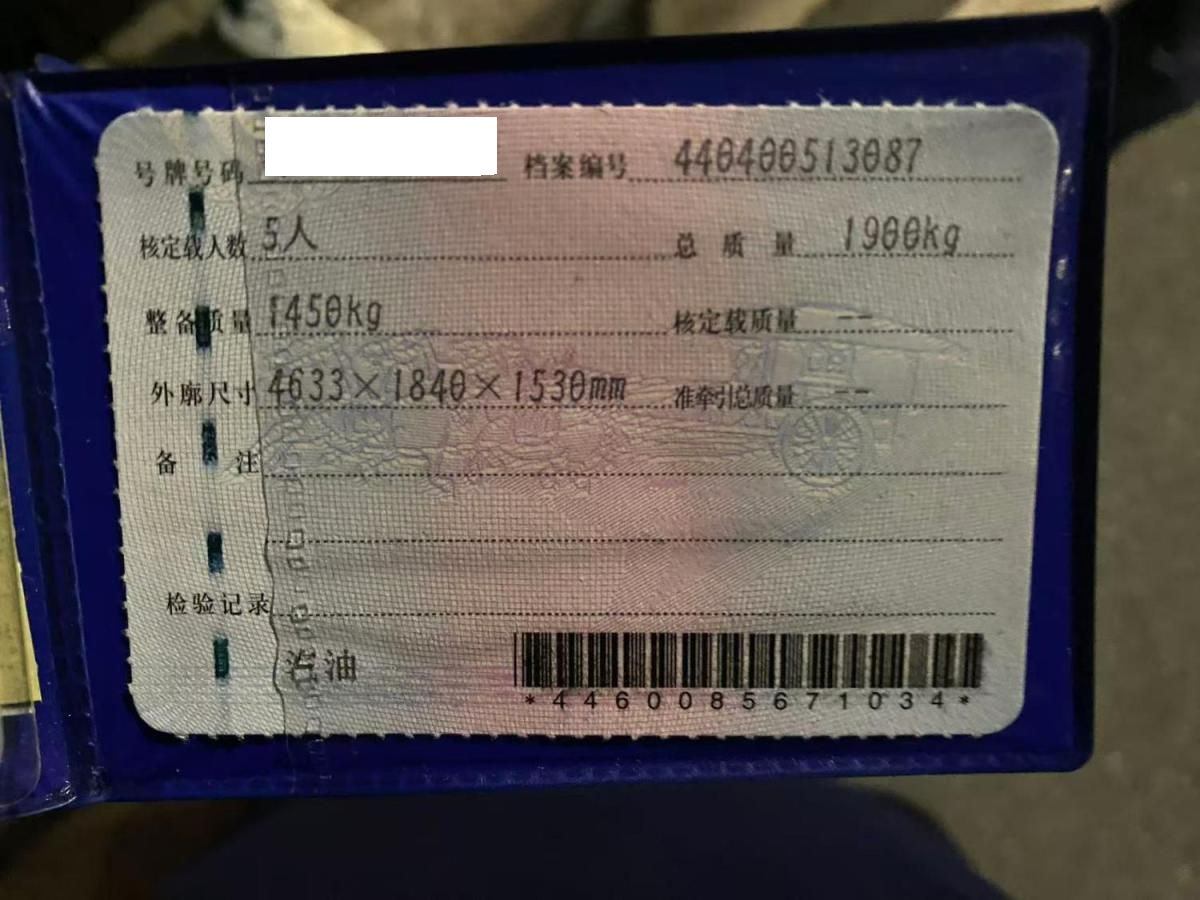 号牌号码 档案编号 440400513087
核定载人数 5人 总质量 1900kg
整备质量 1450kg 核定载质量 --
外廓尺寸 4633×1840×1530mm 准牵引总质量 --
备注
检验记录
汽油
*4460085671034*